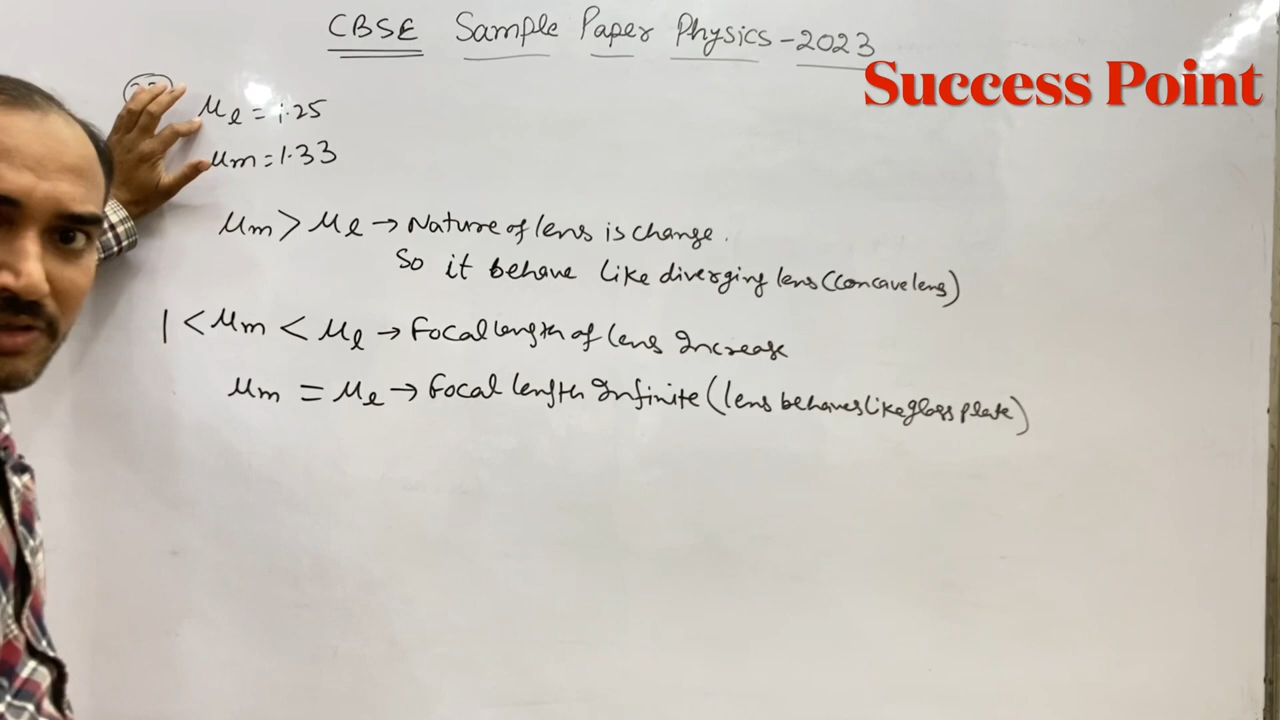 CBSE Sample Paper Physics - 2023
Success Point
μl = 1.25
μm = 1.33
μm > μl → Nature of lens is change.
So it behave like diverging lens (concave lens)
1 < μm < μl → Focal length of lens Increase
μm = μl → Focal length Infinite (lens behaves like glass plate)